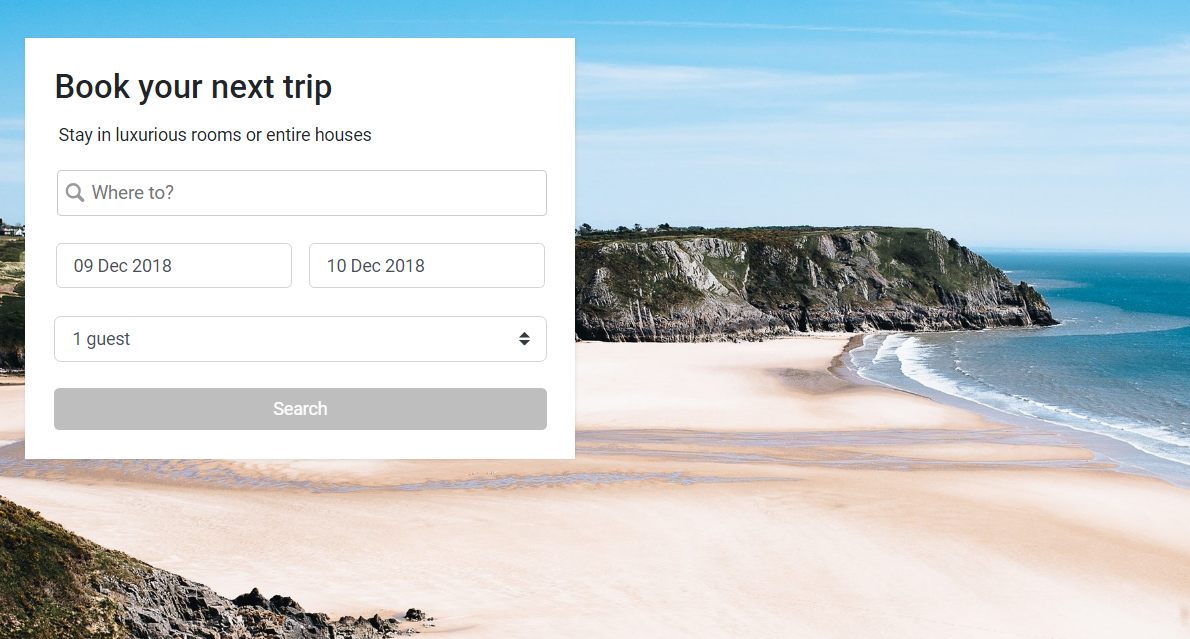 Book your next trip
Stay in luxurious rooms or entire houses
Where to?
09 Dec 2018
10 Dec 2018
1 guest
Search